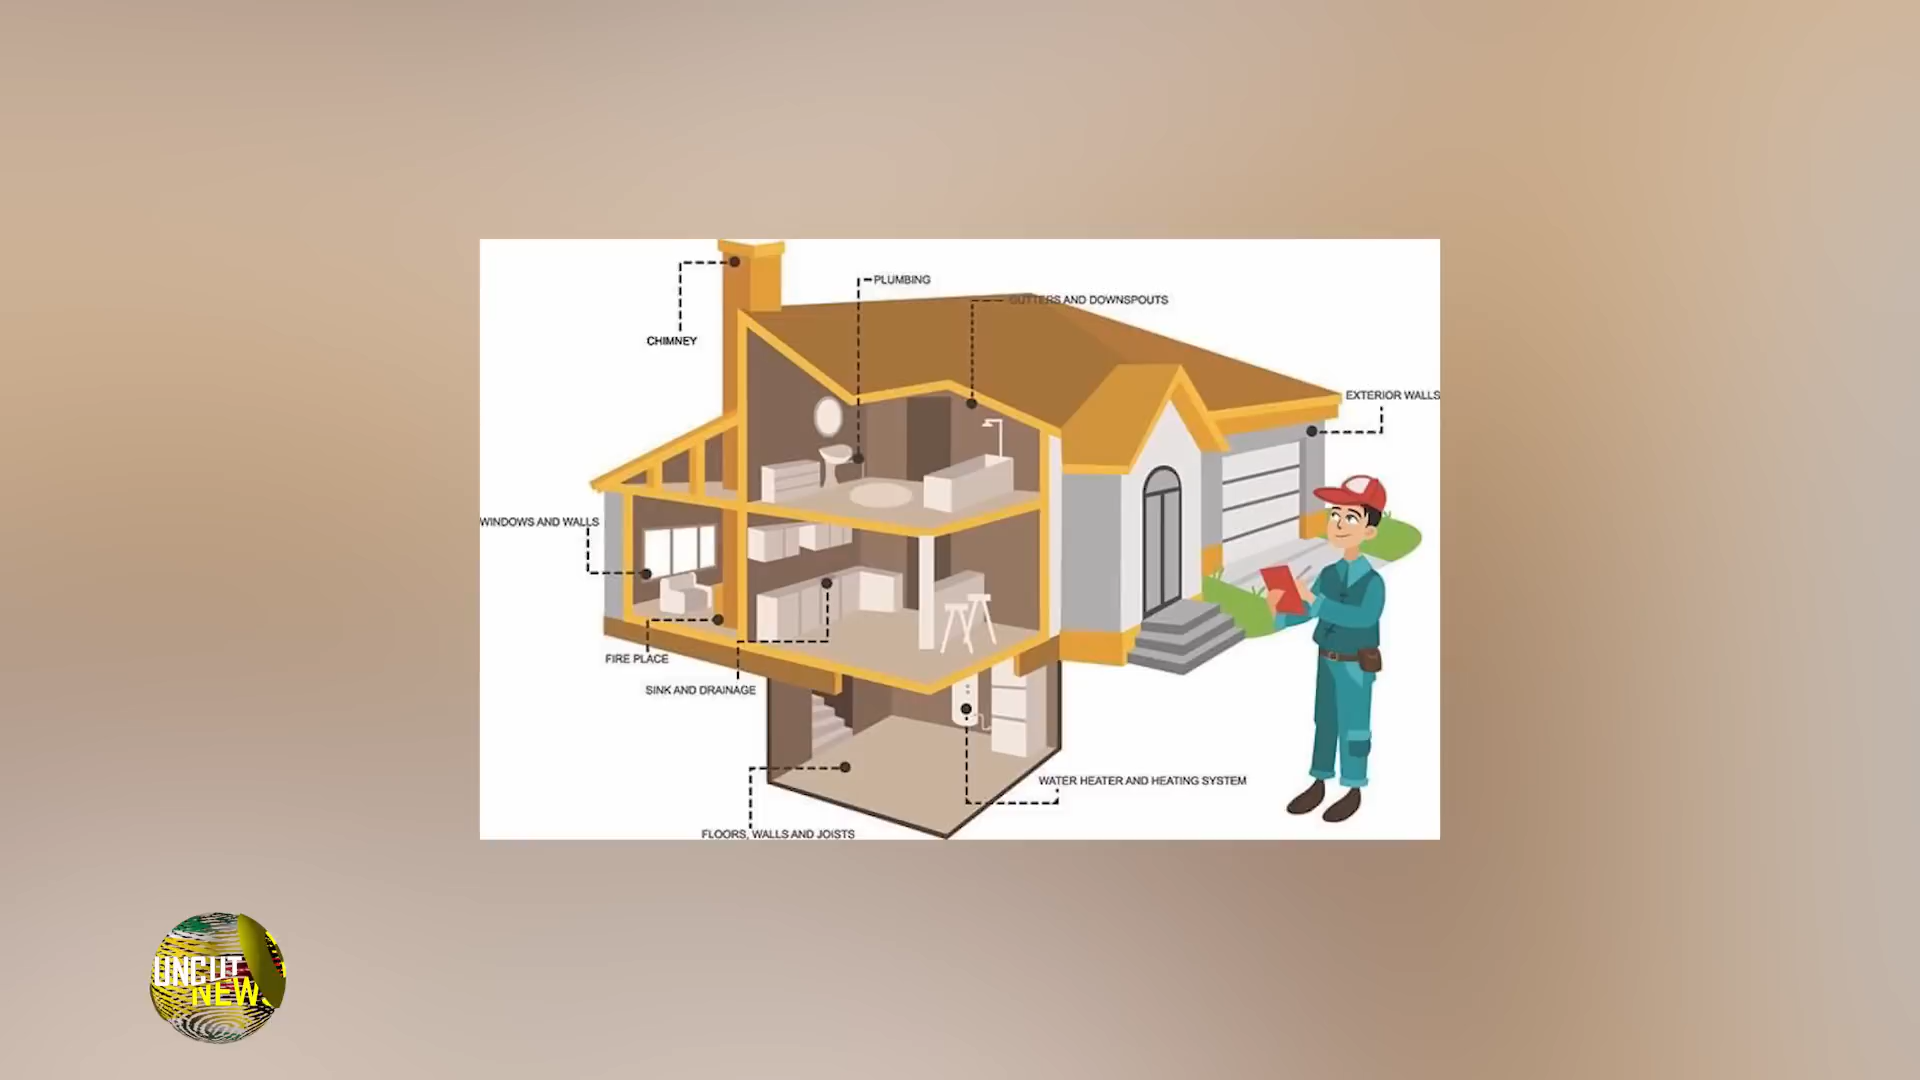 PLUMBING
GUTTERS AND DOWNSPOUTS
CHIMNEY
EXTERIOR WALLS
WINDOWS AND WALLS
FIRE PLACE
SINK AND DRAINAGE
WATER HEATER AND HEATING SYSTEM
FLOORS, WALLS AND JOISTS
UNCUT
NEWS